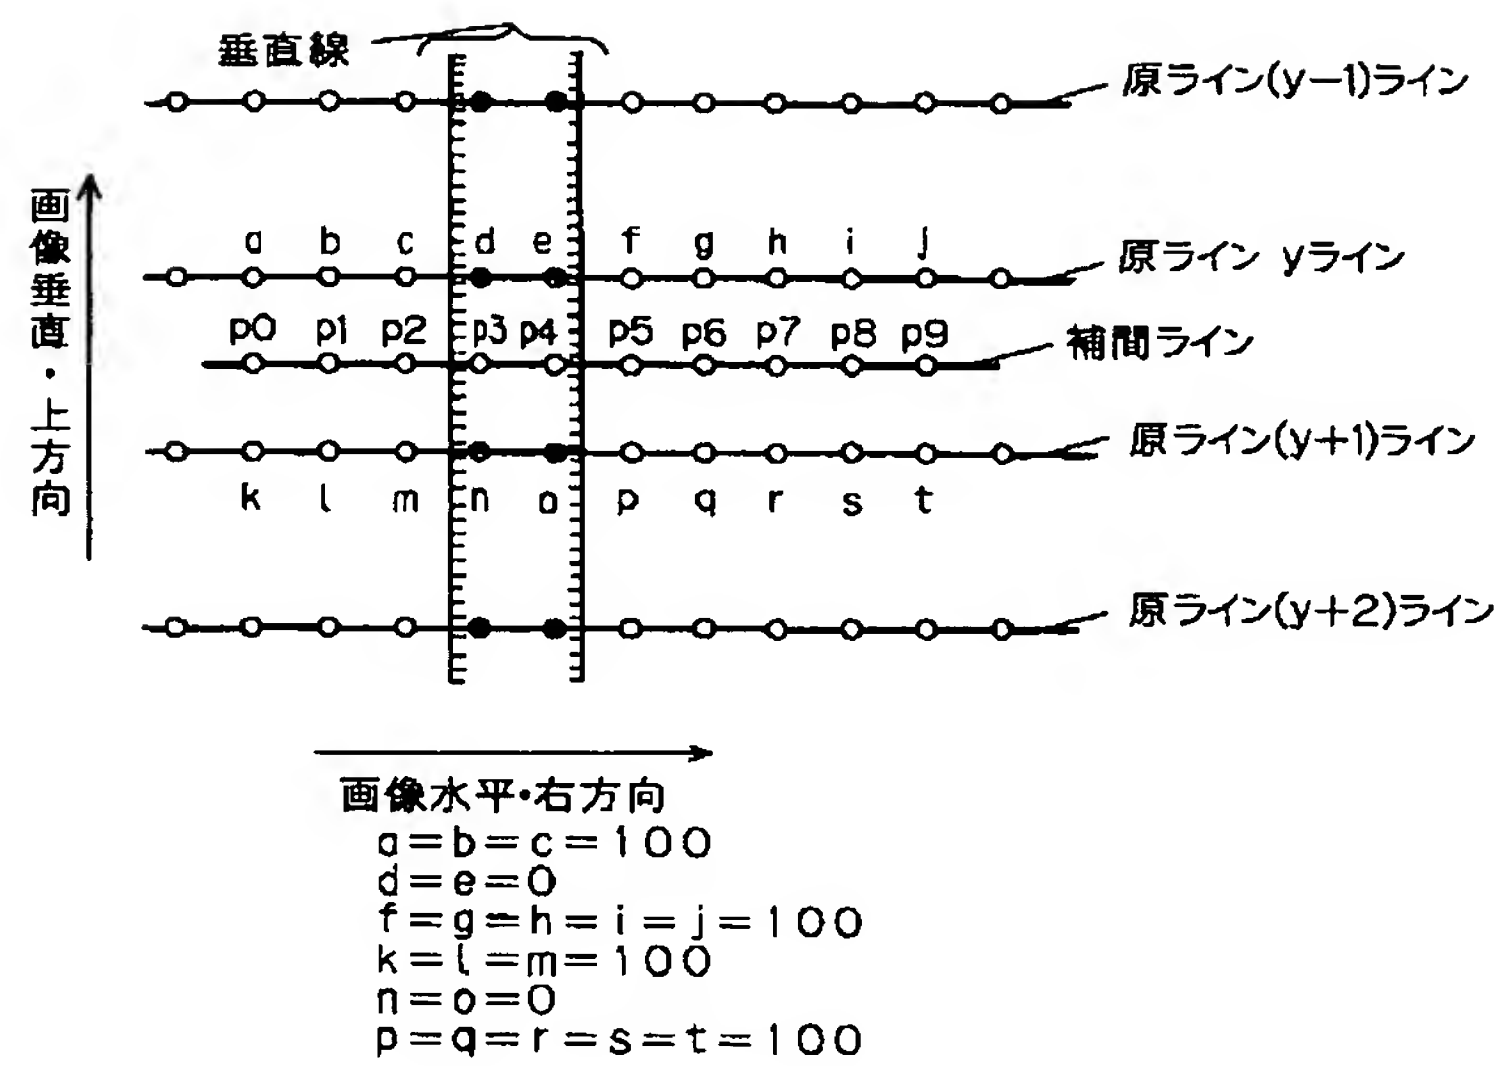 垂直線
原ライン(y−1)ライン
a b c d e f g h i j
原ライン yライン
p0 p1 p2 p3 p4 p5 p6 p7 p8 p9
補間ライン
原ライン(y+1)ライン
k l m n o p q r s t
原ライン(y+2)ライン
画像垂直・上方向
画像水平・右方向
a=b=c=100
d=e=0
f=g=h=i=j=100
k=l=m=100
n=o=0
p=q=r=s=t=100